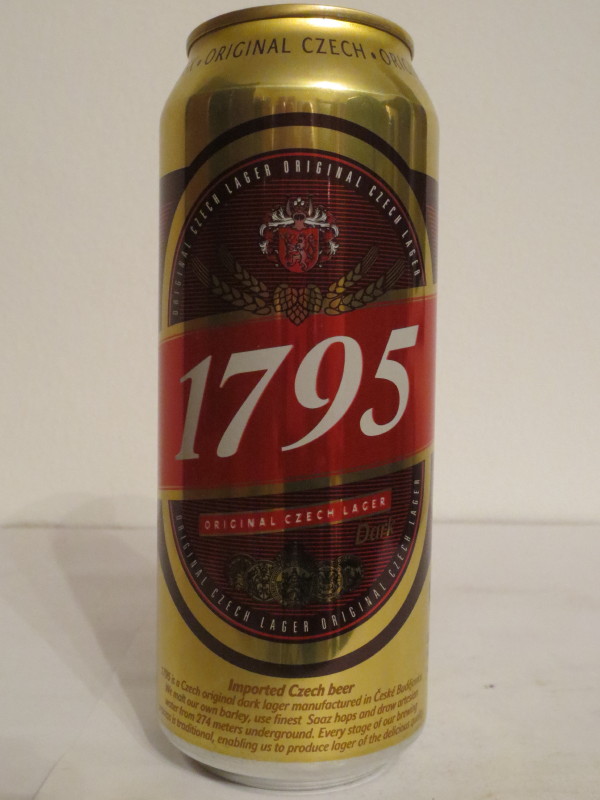 • ORIGINAL CZECH •
ORIGINAL CZECH LAGER ORIGINAL CZECH LAGER
1795
ORIGINAL CZECH LAGER
Dark
ORIGINAL CZECH LAGER ORIGINAL CZECH LAGER
Imported Czech beer
1795 is a Czech original dark lager manufactured in České
We malt our own barley, use finest Saaz hops and draw artesian
water from 274 meters underground. Every stage of our brewing
is traditional, enabling us to produce lager of the delicious